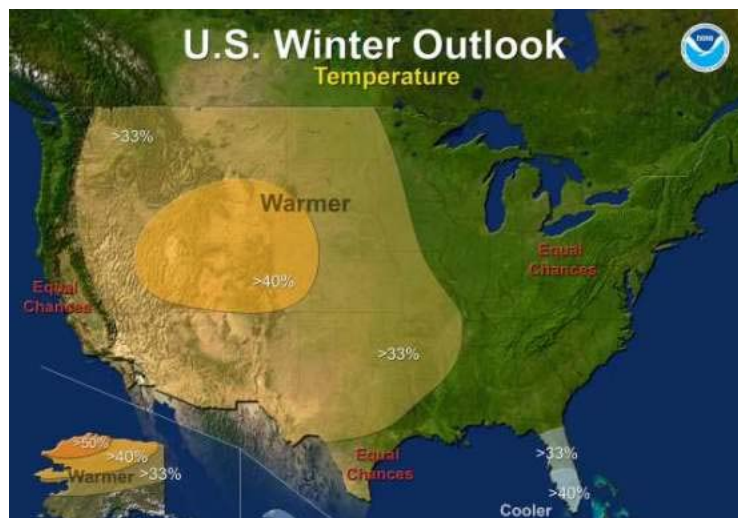 U.S. Winter Outlook
Temperature
noaa
>33%
Warmer
>40%
Equal
Chances
Equal
Chances
>33%
>50%
>40%
>33%
Warmer
Equal
Chances
>33%
>40%
Cooler